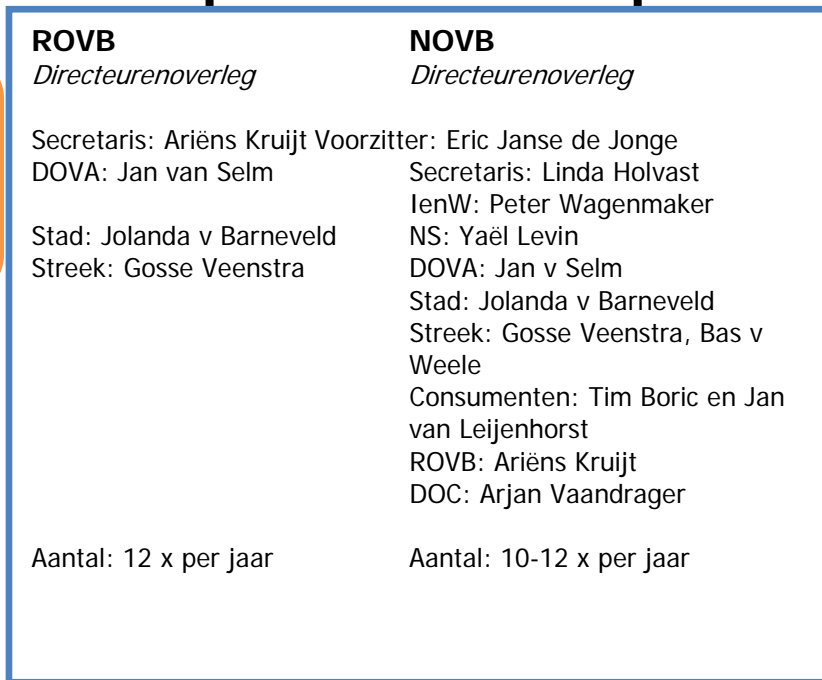 ROVB NOVB
Directeurenoverleg Directeurenoverleg
Secretaris: Ariëns Kruijt Voorzitter: Eric Janse de Jonge
DOVA: Jan van Selm Secretaris: Linda Holvast
IenW: Peter Wagenmaker
Stad: Jolanda v Barneveld NS: Yaël Levin
Streek: Gosse Veenstra DOVA: Jan v Selm
Stad: Jolanda v Barneveld
Streek: Gosse Veenstra, Bas v
Weele
Consumenten: Tim Boric en Jan
van Leijenhorst
ROVB: Ariëns Kruijt
DOC: Arjan Vaandrager
Aantal: 12 x per jaar Aantal: 10-12 x per jaar